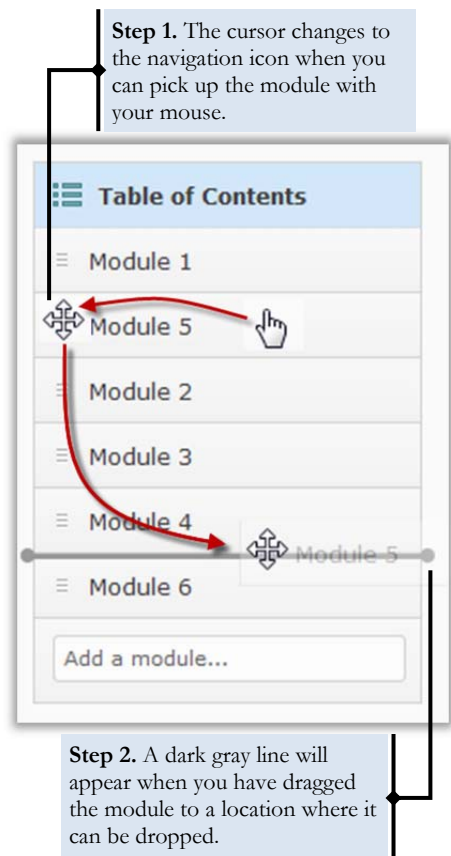 Step 1. The cursor changes to
the navigation icon when you
can pick up the module with
your mouse.
Table of Contents
Module 1
Module 5
Module 2
Module 3
Module 4
Module 5
Module 6
Add a module...
Step 2. A dark gray line will
appear when you have dragged
the module to a location where it
can be dropped.